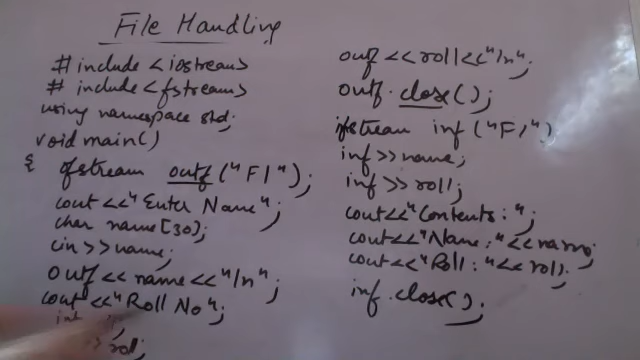 File Handling
# include <iostream>
# include <fstream>
using namespace std;
void main()
{ ofstream outf("F1");
cout<<"Enter Name";
char name[30];
cin>>name;
outf<<name<<"\n";
cout<<"Roll No";
int
>> roll;
outf<<roll<<"\n";
outf.close();
ifstream inf("F1");
inf>>name;
inf>>roll;
cout<<"Contents:";
cout<<"Name:"<<name;
cout<<"Roll:"<<roll;
inf.close();